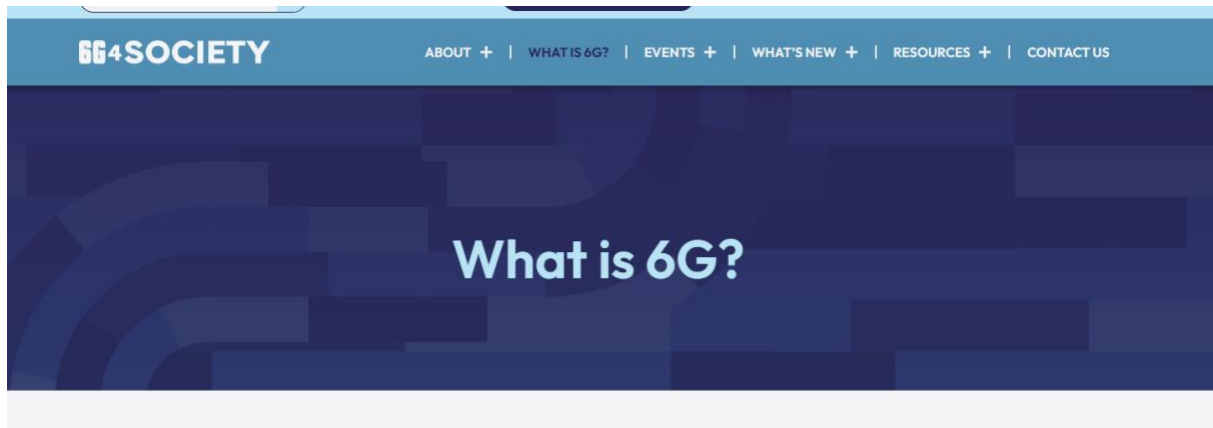 6G4SOCIETY
ABOUT + | WHAT IS 6G? | EVENTS + | WHAT'S NEW + | RESOURCES + | CONTACT US
What is 6G?